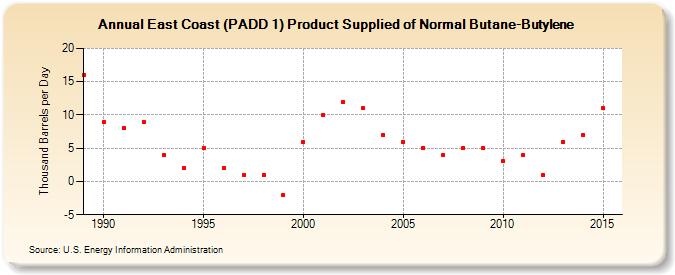 Annual East Coast (PADD 1) Product Supplied of Normal Butane-Butylene
Thousand Barrels per Day
20
15
10
5
0
-5
1990 1995 2000 2005 2010 2015
Source: U.S. Energy Information Administration